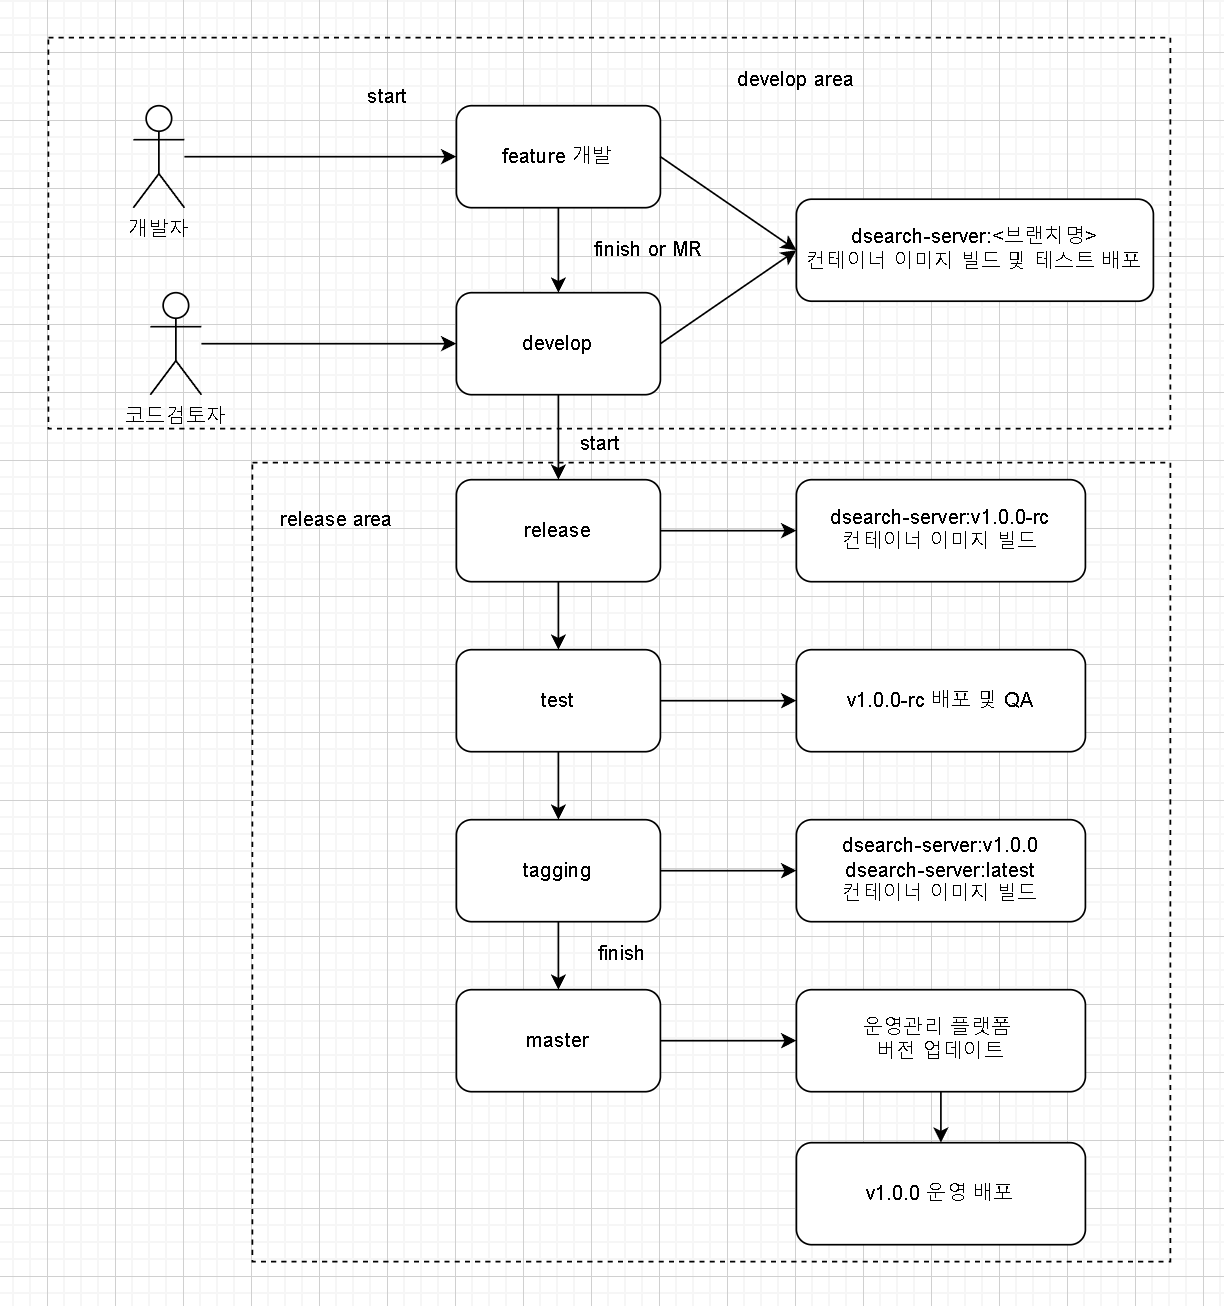 develop area
start
feature 개발
개발자
finish or MR
dsearch-server:<브랜치명>
컨테이너 이미지 빌드 및 테스트 배포
develop
코드검토자
start
release area
release
dsearch-server:v1.0.0-rc
컨테이너 이미지 빌드
test
v1.0.0-rc 배포 및 QA
tagging
dsearch-server:v1.0.0
dsearch-server:latest
컨테이너 이미지 빌드
finish
master
운영관리 플랫폼
버전 업데이트
v1.0.0 운영 배포